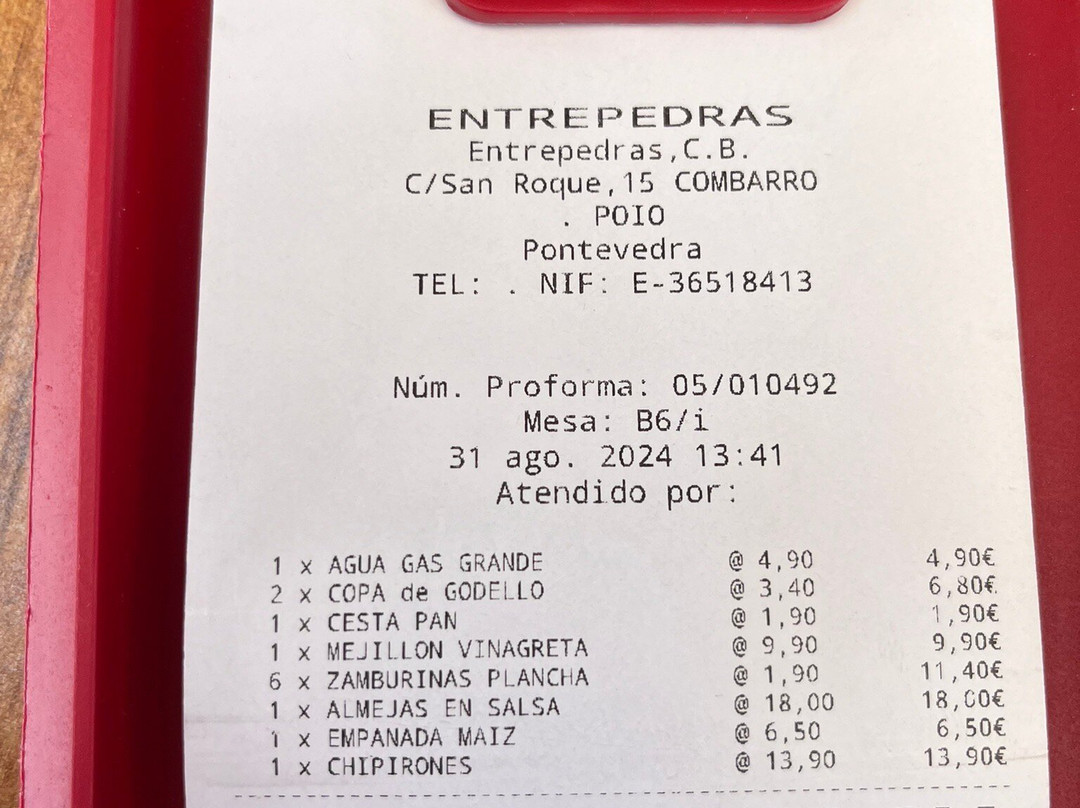 ENTREPEDRAS
Entrepedras,C.B.
C/San Roque,15 COMBARRO
. POIO
Pontevedra
TEL: . NIF: E-36518413
Núm. Proforma: 05/010492
Mesa: B6/i
31 ago. 2024 13:41
Atendido por:
1 x AGUA GAS GRANDE @ 4,90 4,90€
2 x COPA de GODELLO @ 3,40 6,80€
1 x CESTA PAN @ 1,90 1,90€
1 x MEJILLON VINAGRETA @ 9,90 9,90€
6 x ZAMBURINAS PLANCHA @ 1,90 11,40€
1 x ALMEJAS EN SALSA @ 18,00 18,00€
1 x EMPANADA MAIZ @ 6,50 6,50€
1 x CHIPIRONES @ 13,90 13,90€